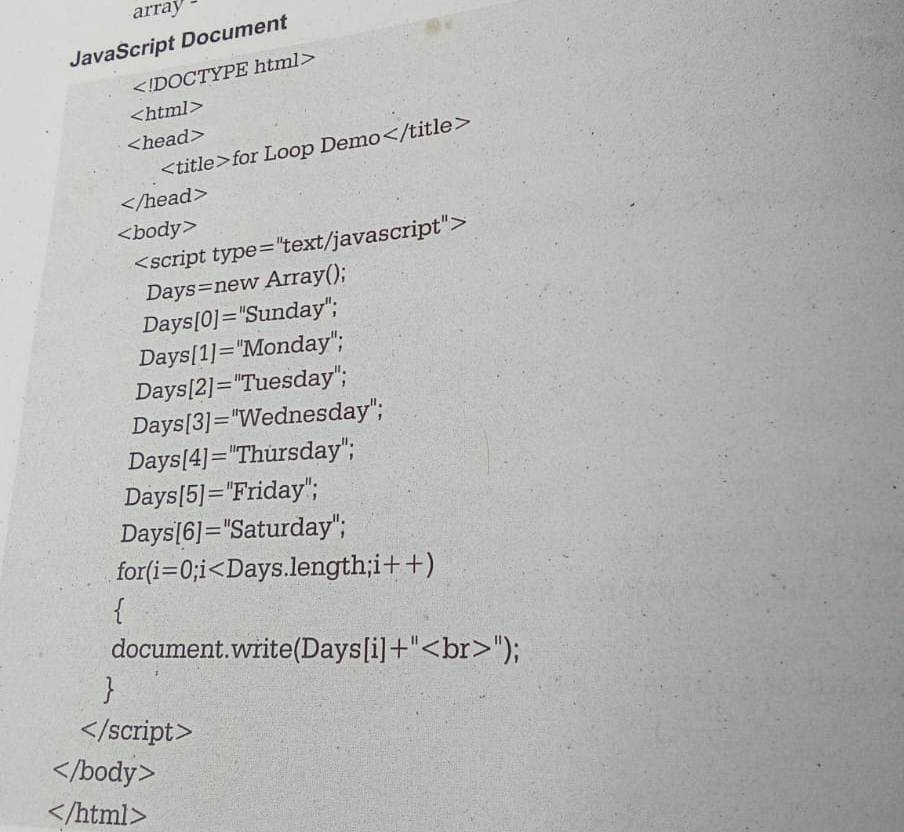 array -
JavaScript Document
<!DOCTYPE html>
<html>
<head>
<title>for Loop Demo</title>
</head>
<body>
<script type="text/javascript">
Days=new Array();
Days[0]="Sunday";
Days[1]="Monday";
Days[2]="Tuesday";
Days[3]="Wednesday";
Days[4]="Thursday";
Days[5]="Friday";
Days[6]="Saturday";
for(i=0;i<Days.length;i++)
{
document.write(Days[i]+"<br>");
}
</script>
</body>
</html>